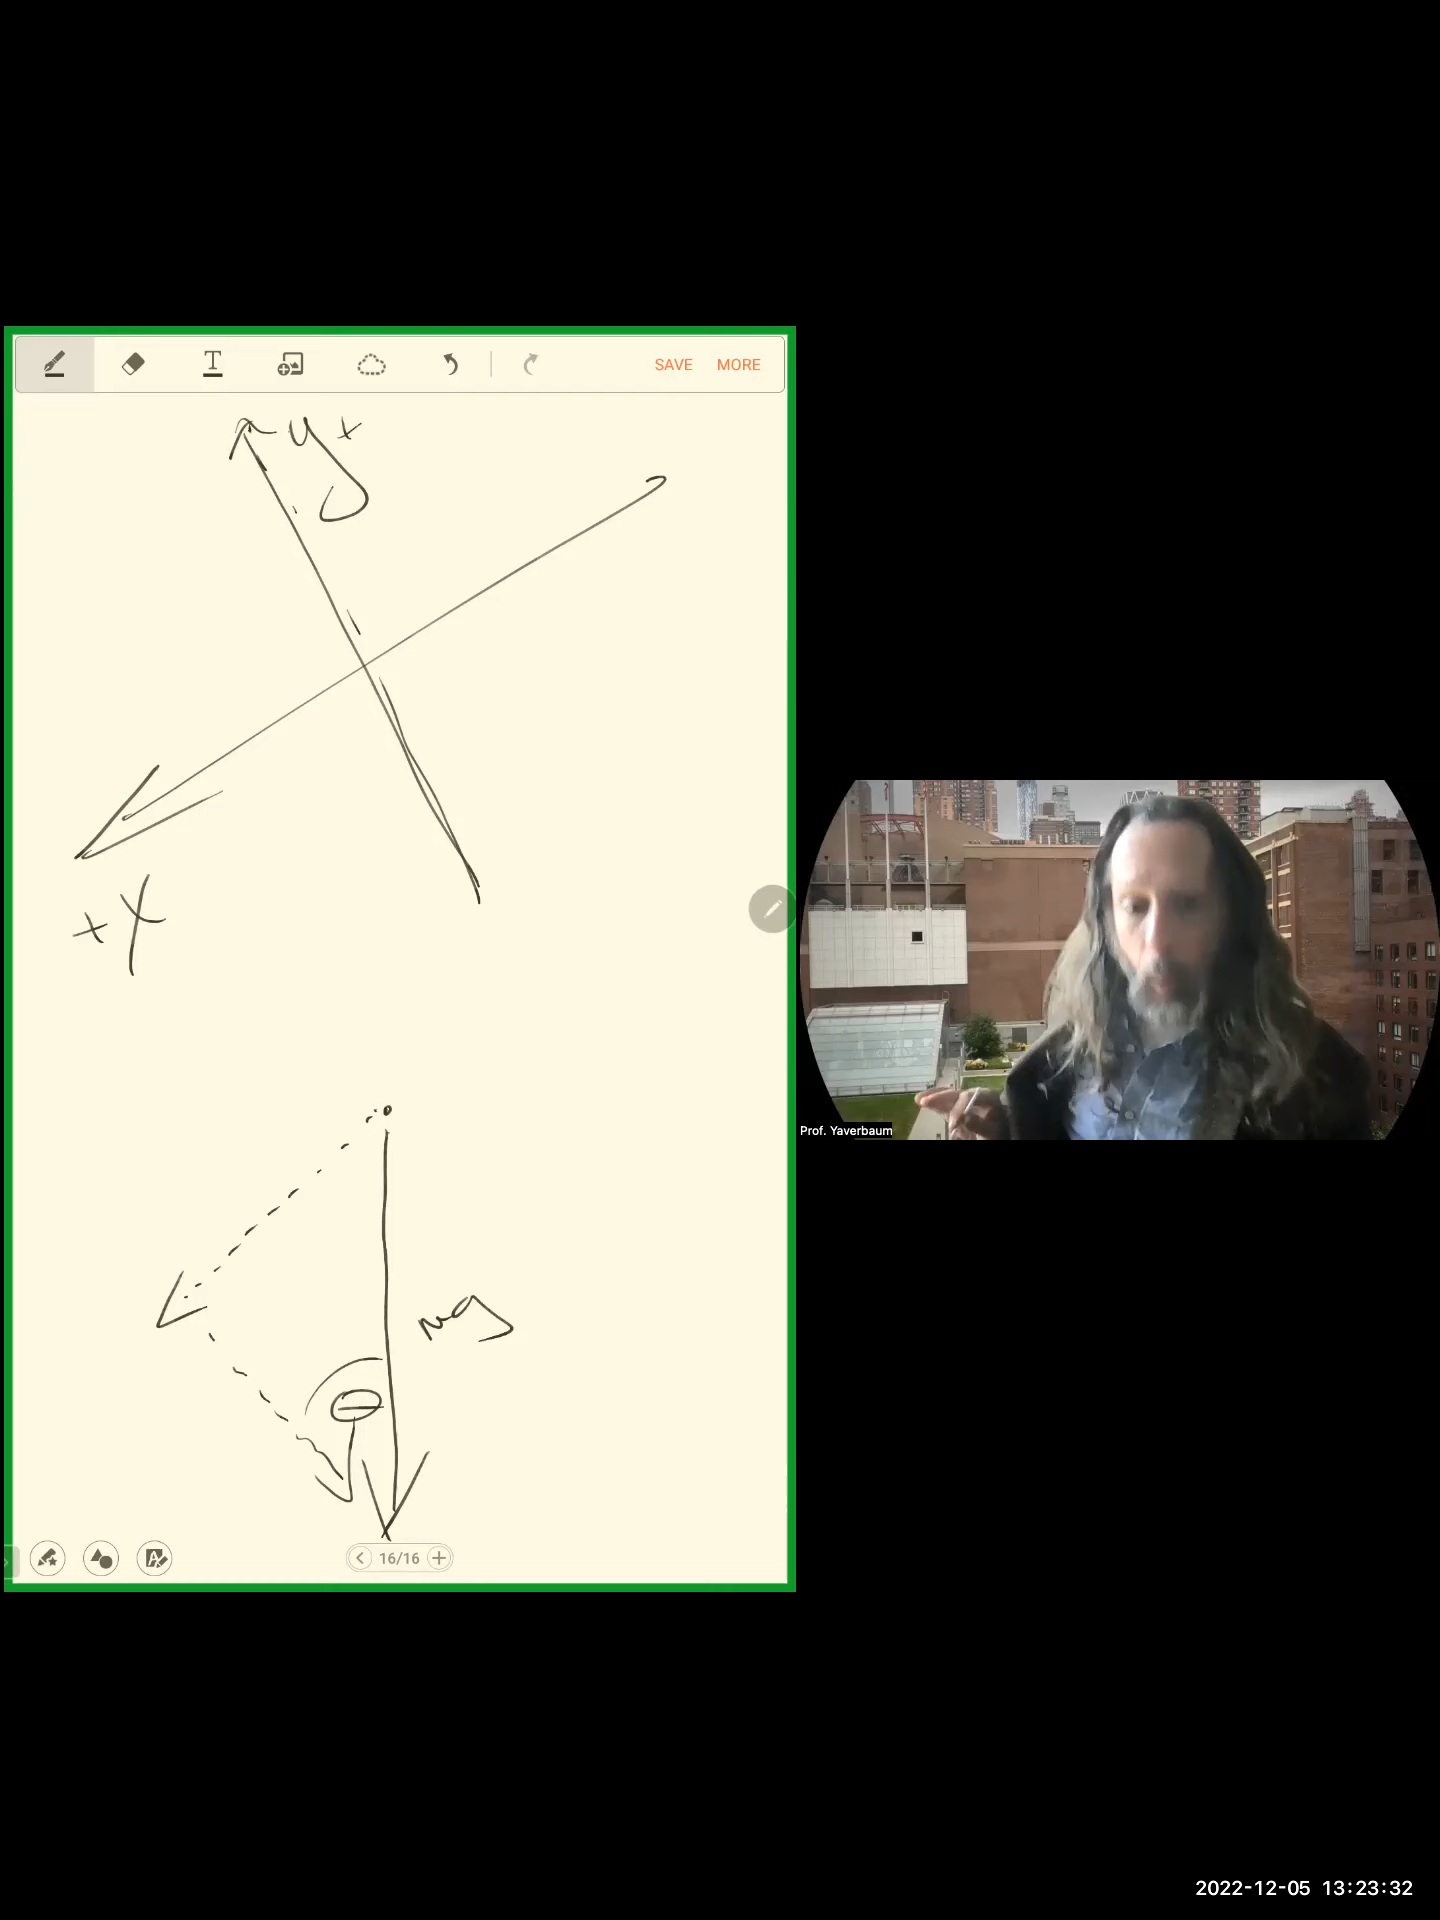 T
SAVE MORE
y+
+X
mg
θ
A
16/16
Prof. Yaverbaum
2022-12-05 13:23:32